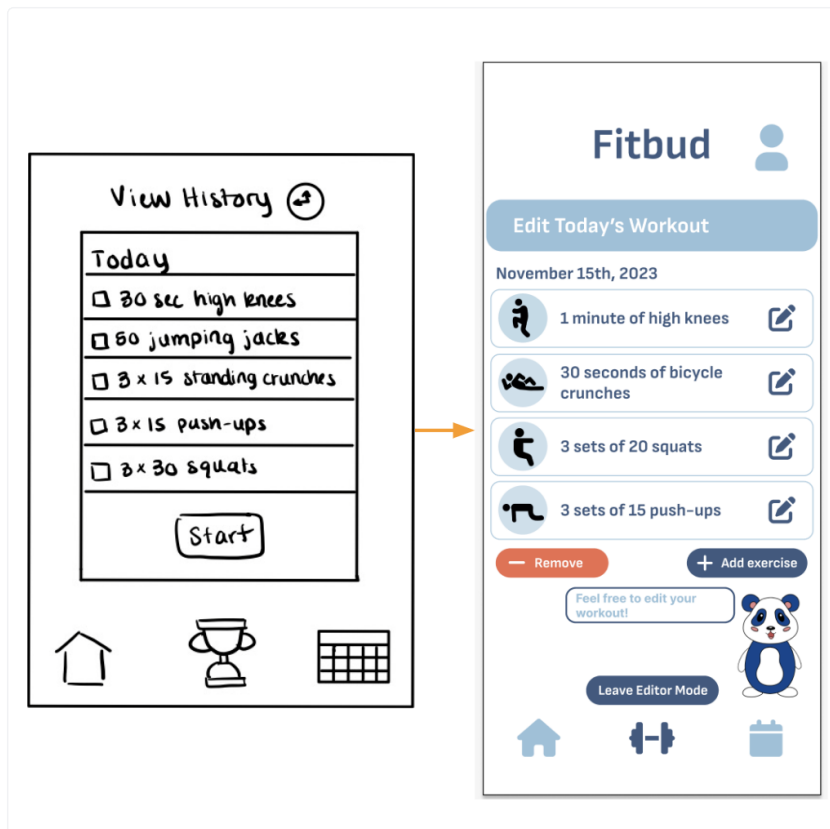 View History
Today
30 sec high knees
50 jumping jacks
3 x 15 standing crunches
3 x 15 push-ups
3 x 30 squats
Start
Fitbud
Edit Today's Workout
November 15th, 2023
1 minute of high knees
30 seconds of bicycle
crunches
3 sets of 20 squats
3 sets of 15 push-ups
Remove
Add exercise
Feel free to edit your
workout!
Leave Editor Mode